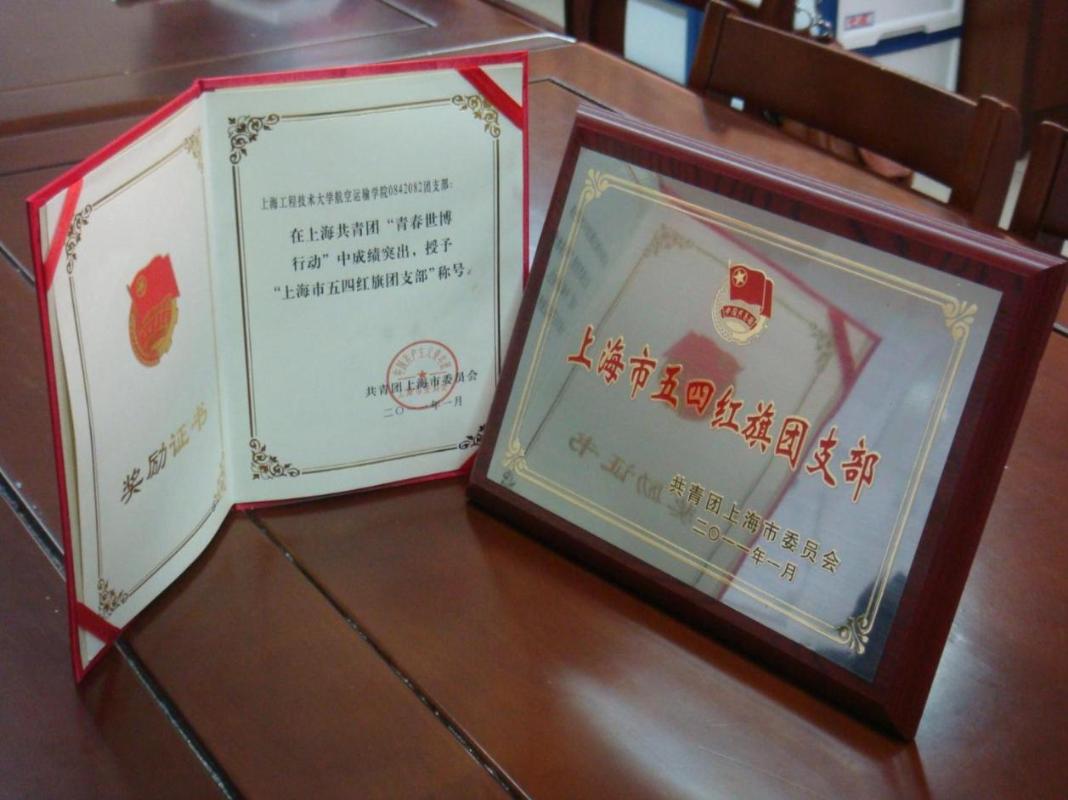 奖励证书
上海工程技术大学航空运输学院0842082团支部：
在上海共青团“青春世博
行动”中成绩突出，授予
“上海市五四红旗团支部”称号。
共青团上海市委员会
二〇一一年一月
上海市五四红旗团支部
共青团上海市委员会
二〇一一年一月